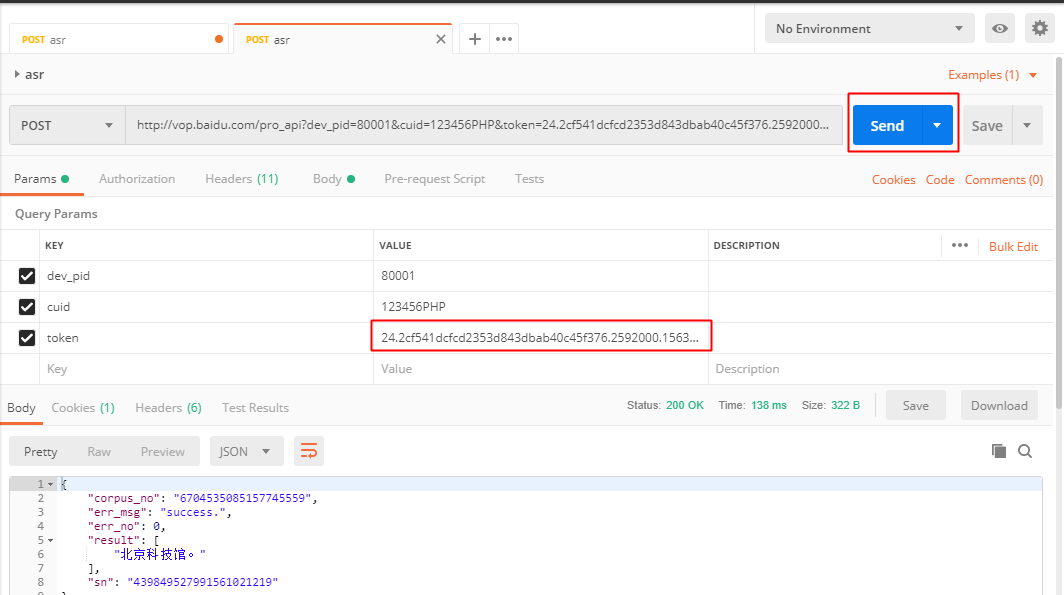 POST asr
POST asr
No Environment
asr
Examples (1)
POST
http://vop.baidu.com/pro_api?dev_pid=80001&cuid=123456PHP&token=24.2cf541dcfcd2353d843dbab40c45f376.2592000...
Send
Save
Params
Authorization
Headers (11)
Body
Pre-request Script
Tests
Cookies
Code
Comments (0)
Query Params
KEY
VALUE
DESCRIPTION
Bulk Edit
dev_pid
80001
cuid
123456PHP
token
24.2cf541dcfcd2353d843dbab40c45f376.2592000.1563...
Key
Value
Description
Body
Cookies (1)
Headers (6)
Test Results
Status: 200 OK
Time: 138 ms
Size: 322 B
Save
Download
Pretty
Raw
Preview
JSON
1 {
2 "corpus_no": "6704535085157745559",
3 "err_msg": "success.",
4 "err_no": 0,
5 "result": [
6 "北京科技馆。"
7 ],
8 "sn": "439849527991561021219"